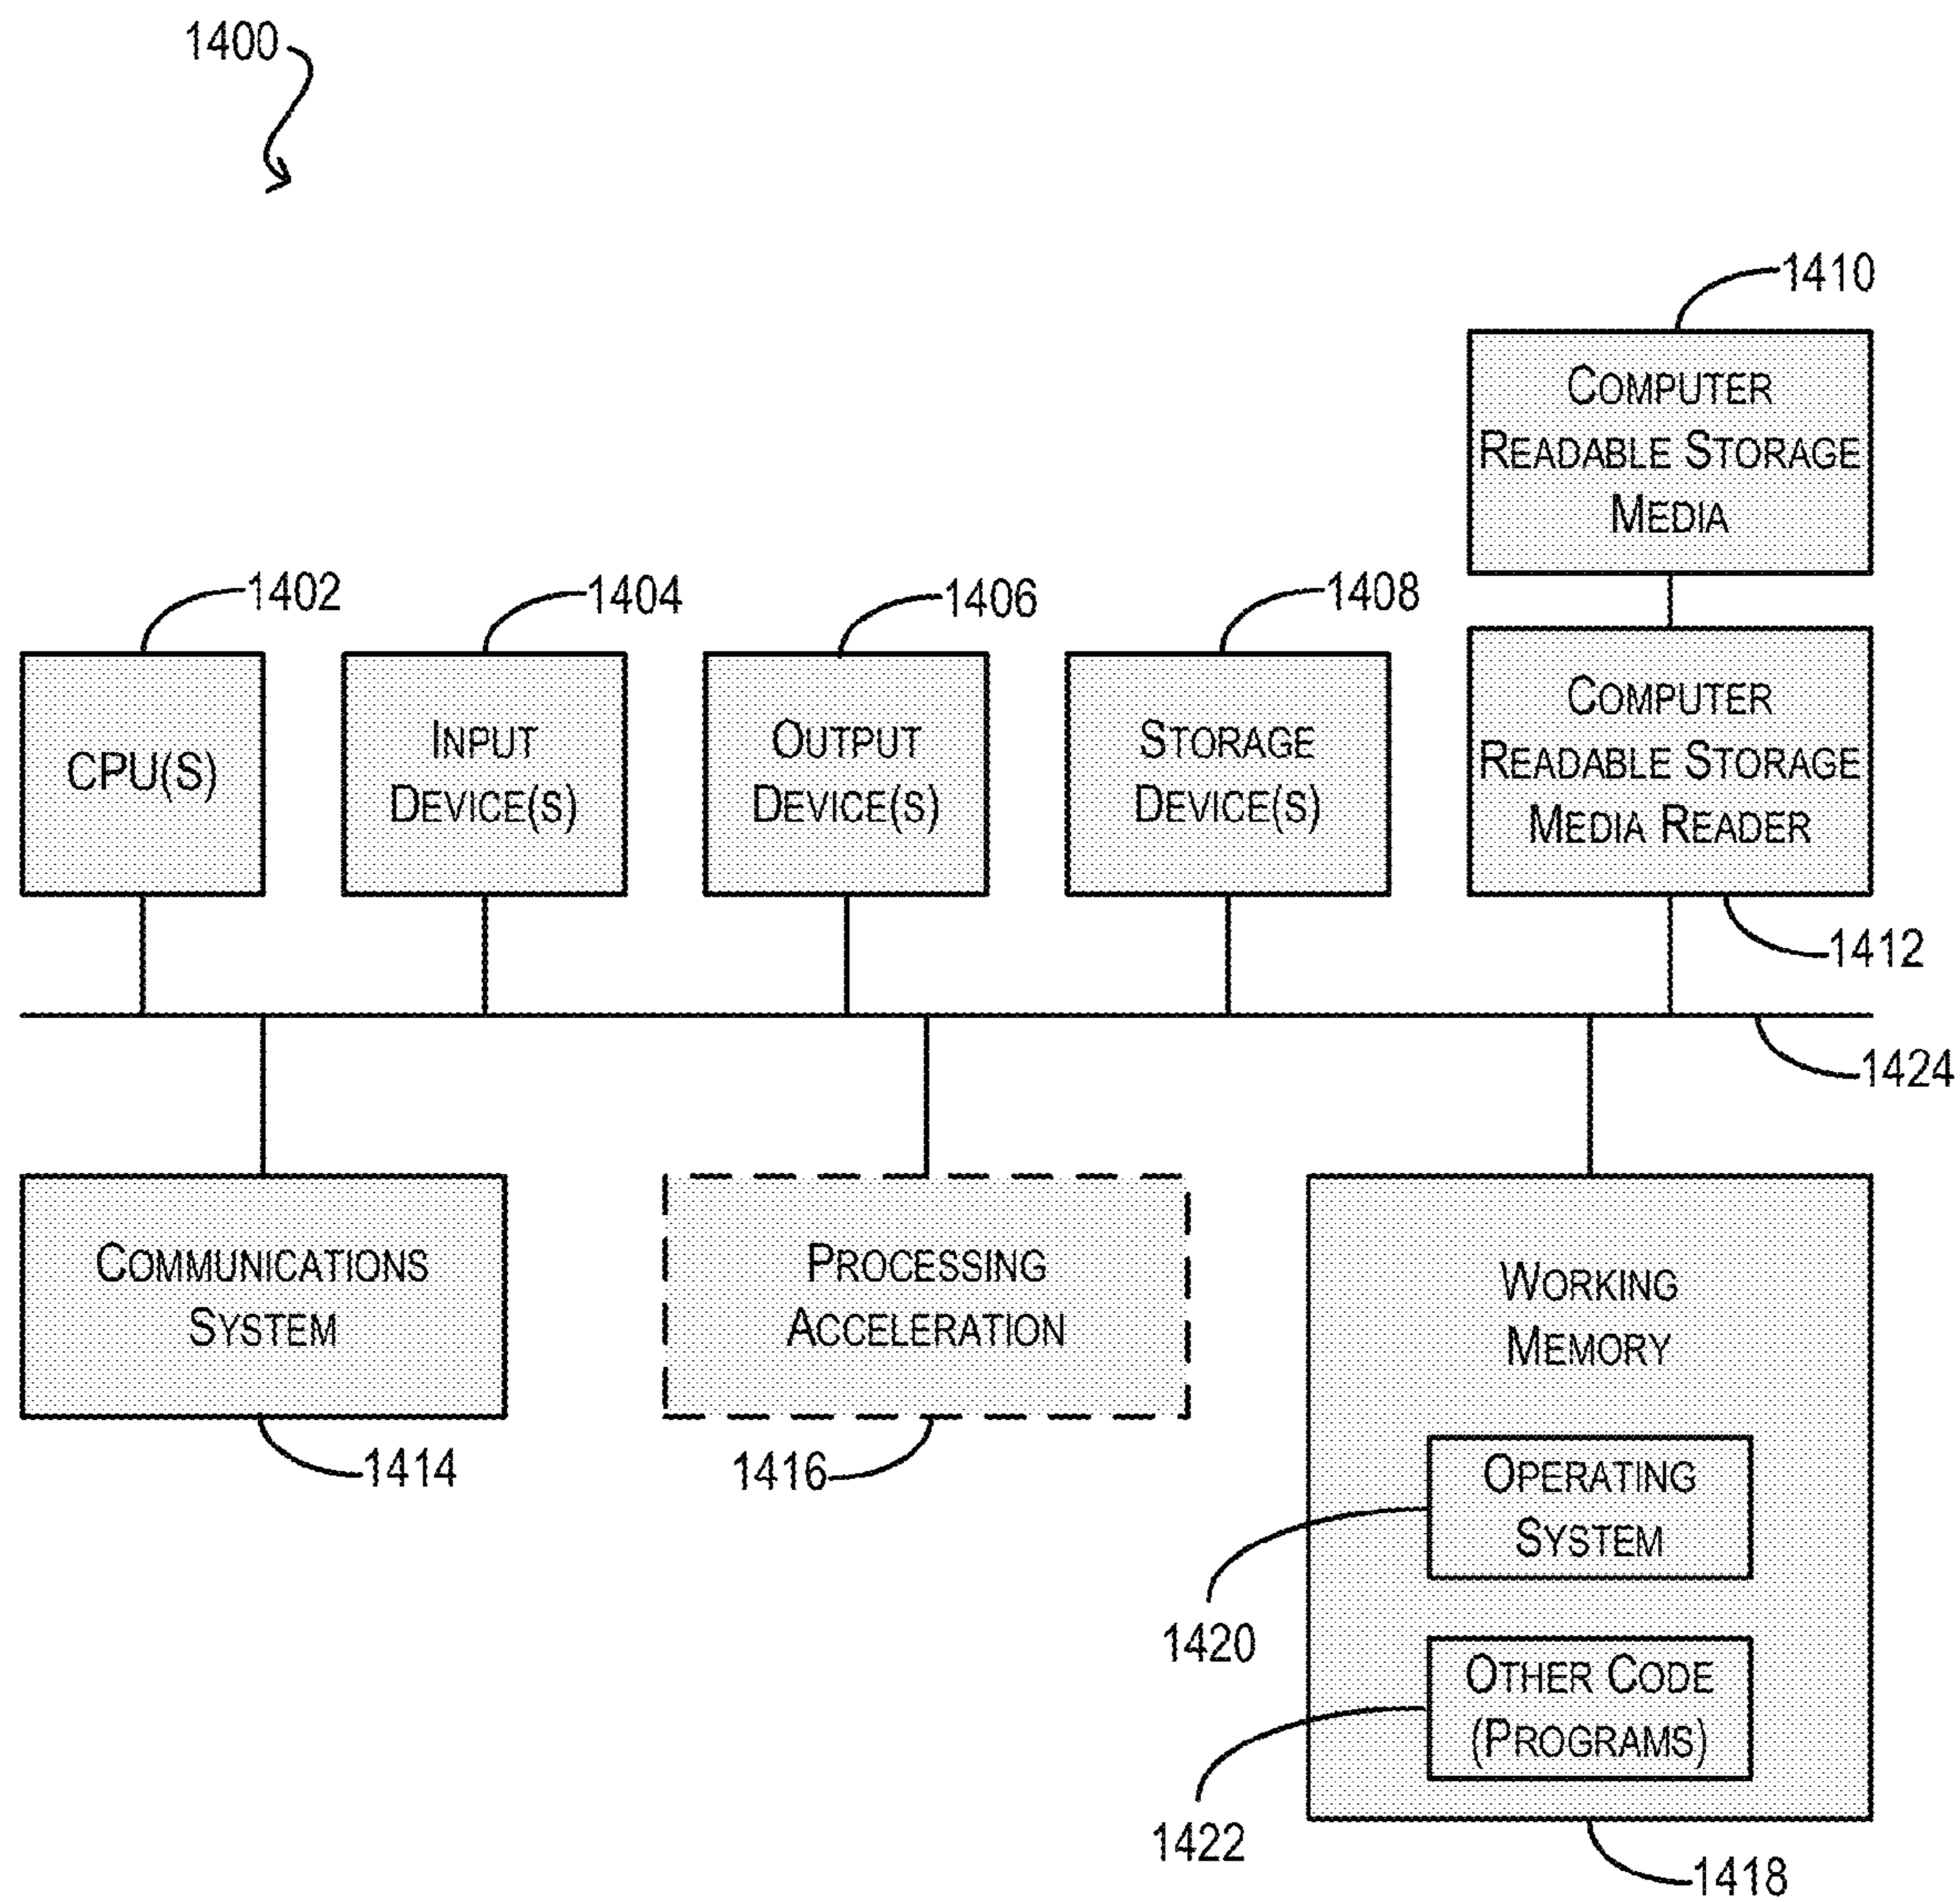 1400
1410
COMPUTER
READABLE STORAGE
MEDIA
1402
1404
1406
1408
CPU(S)
INPUT
DEVICE(S)
OUTPUT
DEVICE(S)
STORAGE
DEVICE(S)
COMPUTER
READABLE STORAGE
MEDIA READER
1412
1424
COMMUNICATIONS
SYSTEM
1414
PROCESSING
ACCELERATION
1416
WORKING
MEMORY
OPERATING
SYSTEM
1420
OTHER CODE
(PROGRAMS)
1422
1418